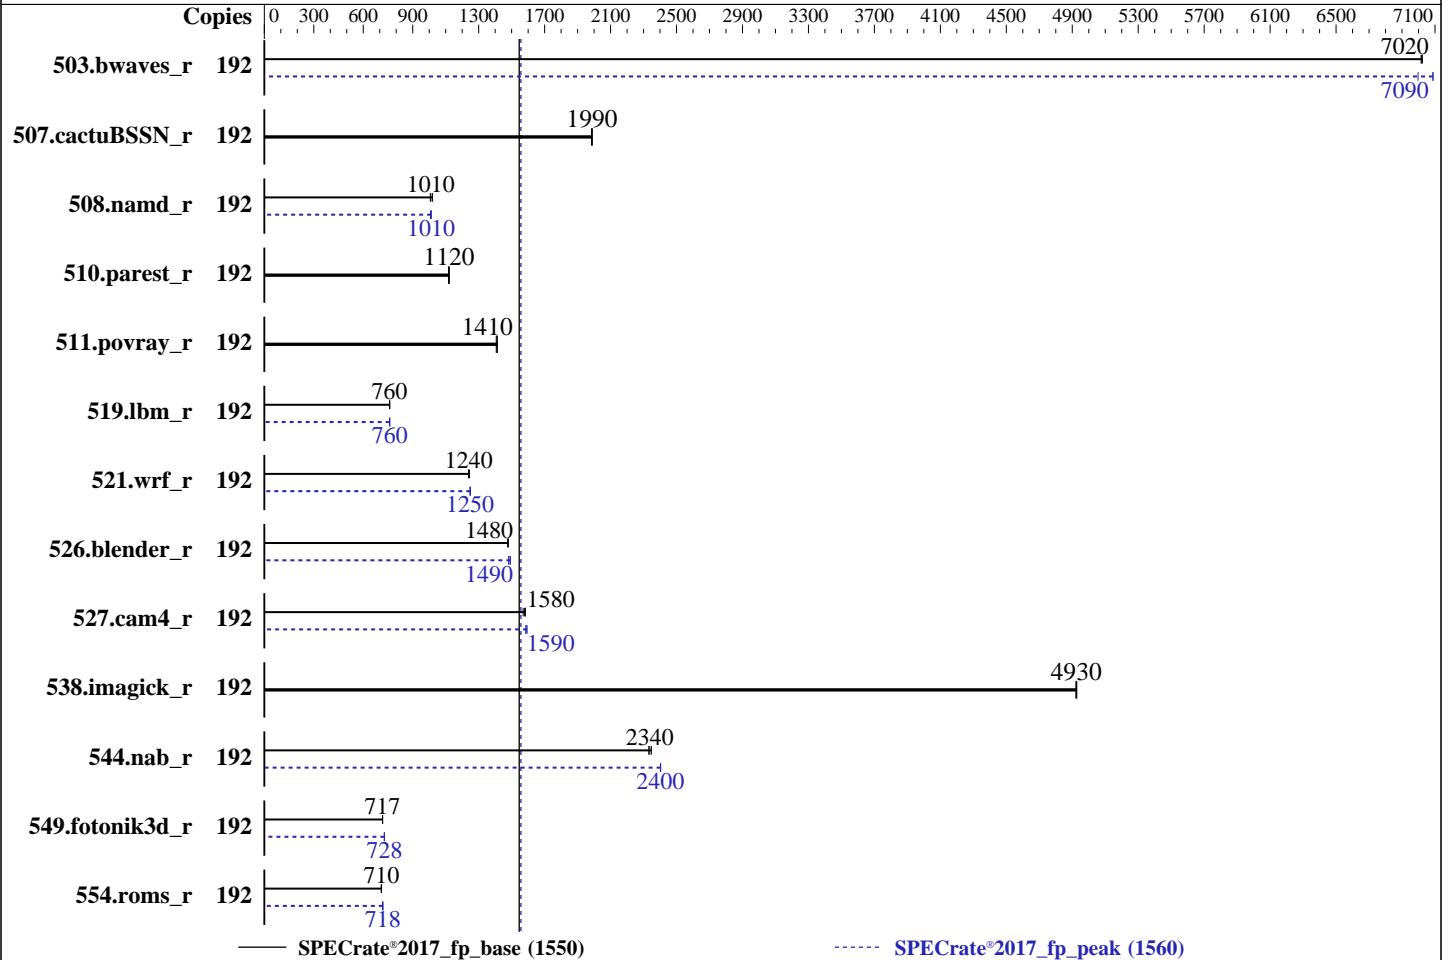 Copies 0 300 600 900 1300 1700 2100 2500 2900 3300 3700 4100 4500 4900 5300 5700 6100 6500 7100
503.bwaves_r 192 7020
7090
507.cactuBSSN_r 192 1990
508.namd_r 192 1010
1010
510.parest_r 192 1120
511.povray_r 192 1410
519.lbm_r 192 760
760
521.wrf_r 192 1240
1250
526.blender_r 192 1480
1490
527.cam4_r 192 1580
1590
538.imagick_r 192 4930
544.nab_r 192 2340
2400
549.fotonik3d_r 192 717
728
554.roms_r 192 710
718
SPECrate®2017_fp_base (1550) SPECrate®2017_fp_peak (1560)